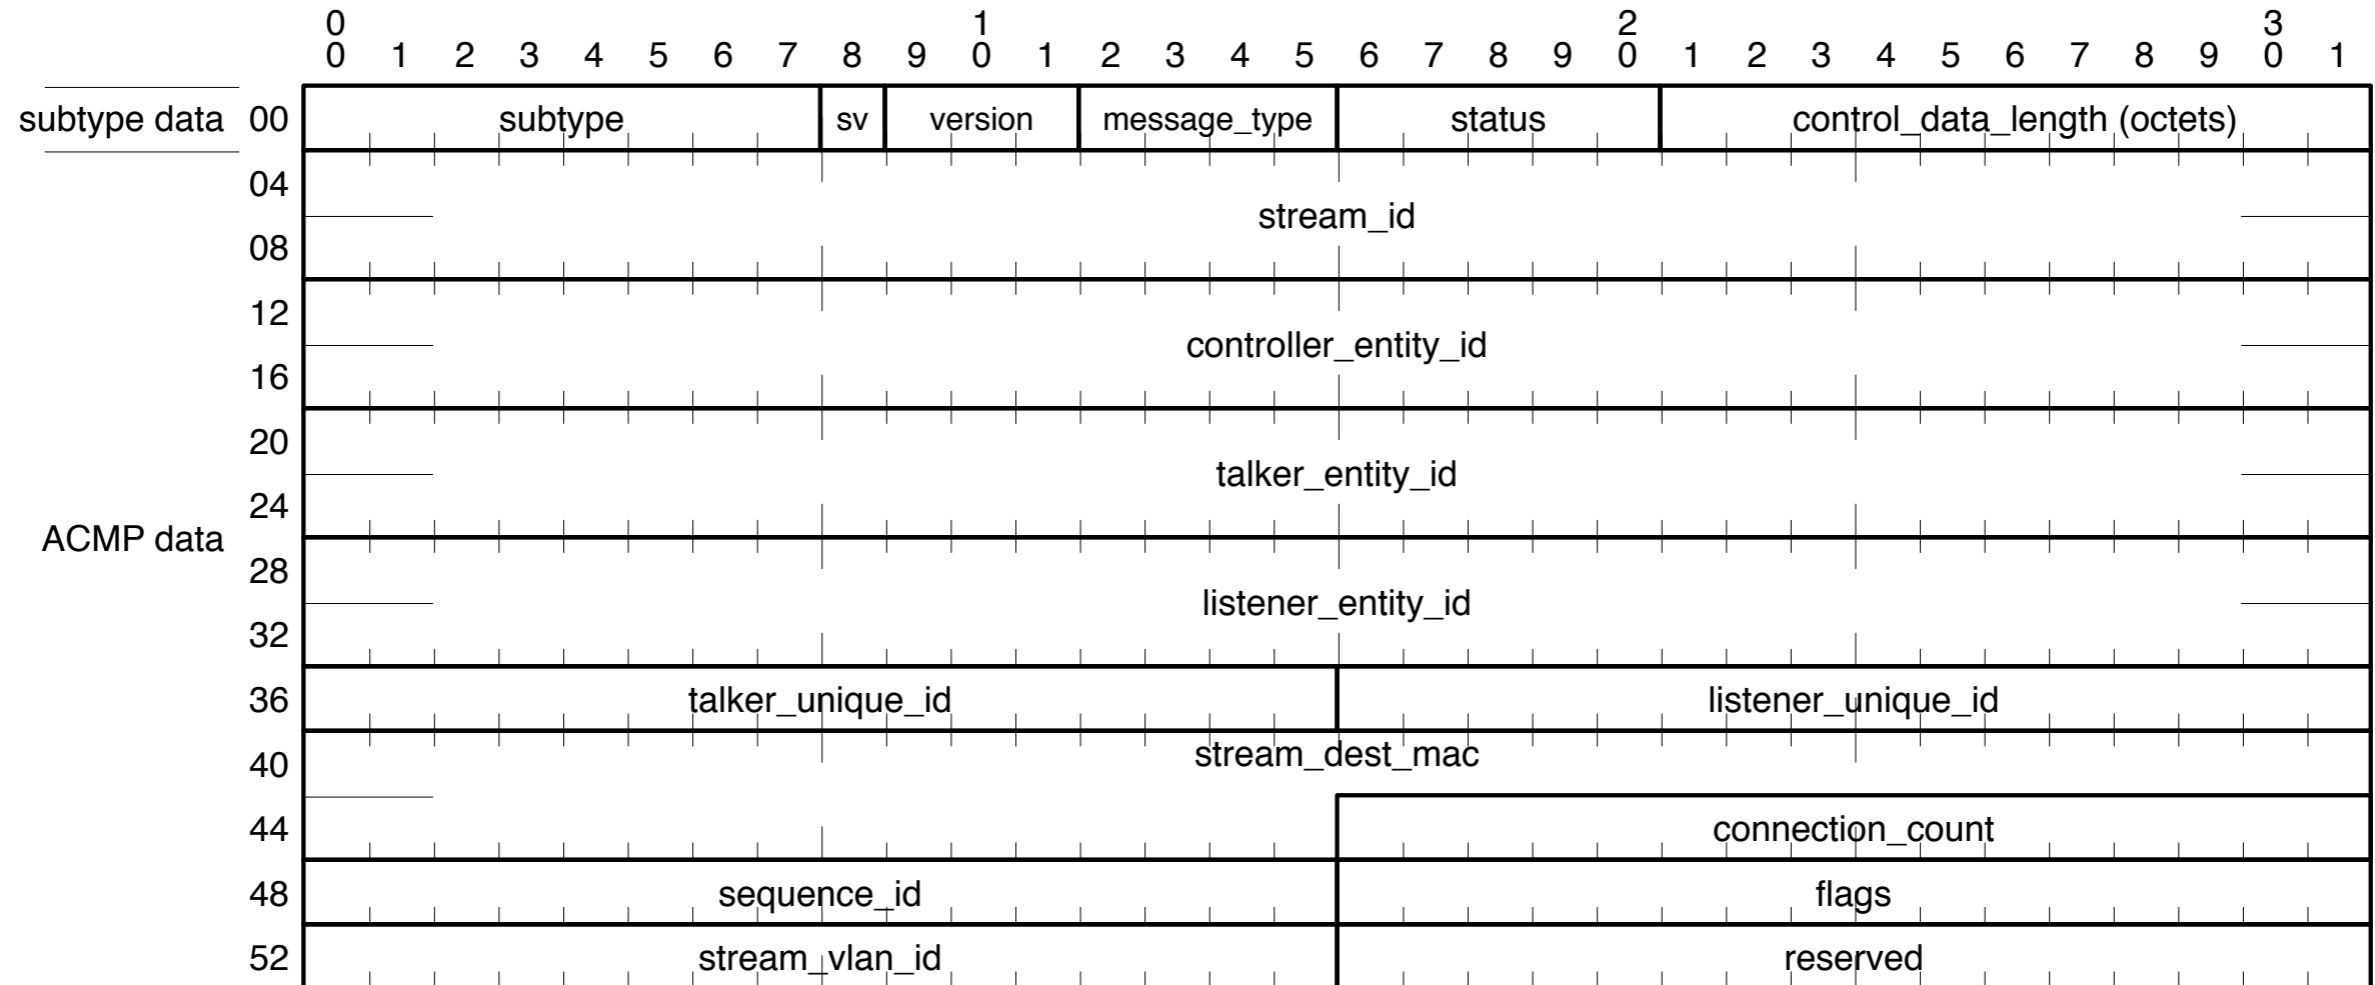 0 1 2 3
0 1 2 3 4 5 6 7 8 9 0 1 2 3 4 5 6 7 8 9 0 1 2 3 4 5 6 7 8 9 0 1
subtype data 00 subtype sv version message_type status control_data_length (octets)
04
stream_id
08
12
controller_entity_id
16
20
talker_entity_id
24
ACMP data
28
listener_entity_id
32
36 talker_unique_id listener_unique_id
stream_dest_mac
40
44 connection_count
48 sequence_id flags
52 stream_vlan_id reserved